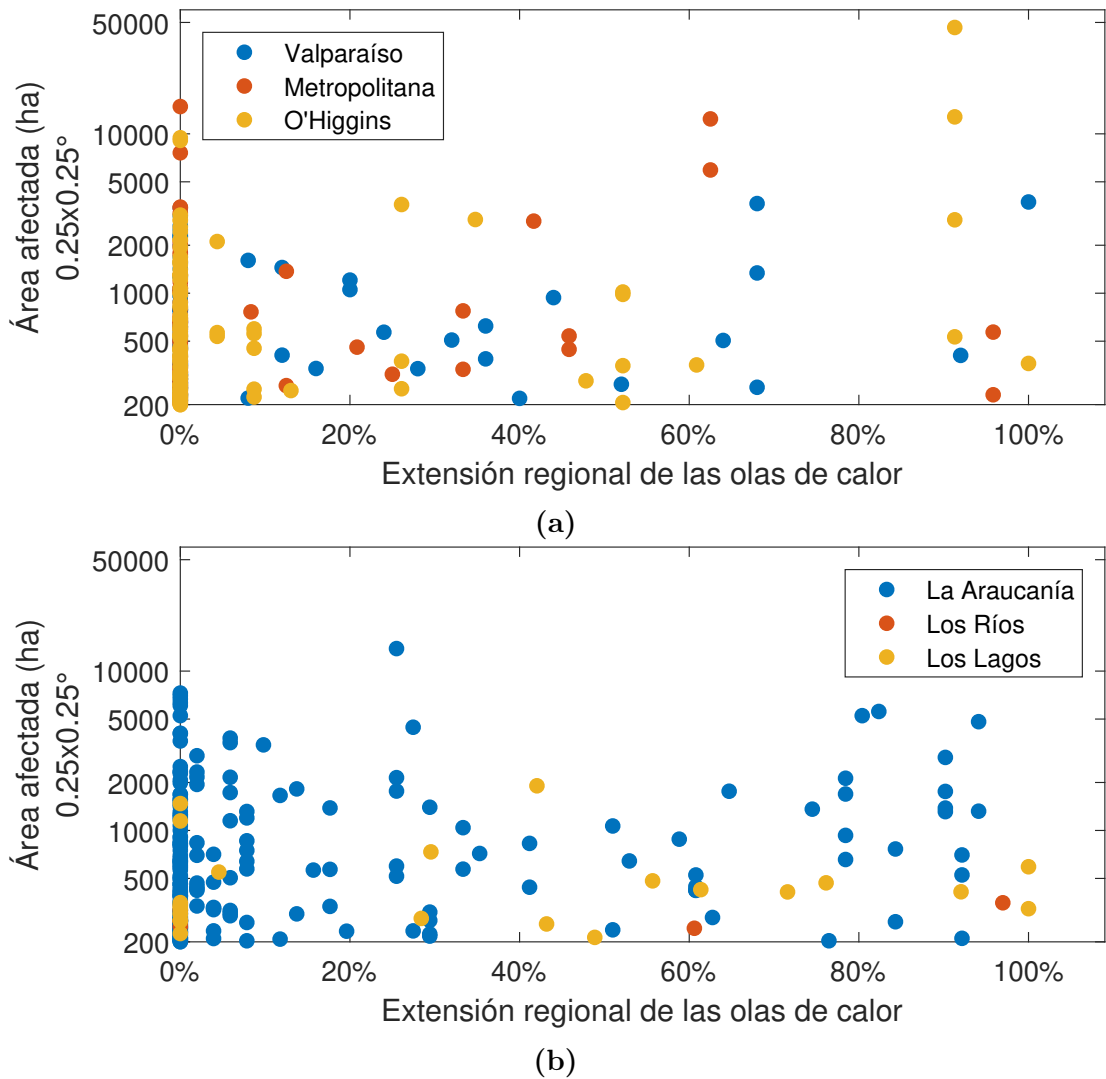 50000
10000
5000
2000
1000
500
200
Área afectada (ha)
0.25x0.25°
Valparaíso
Metropolitana
O'Higgins
0% 20% 40% 60% 80% 100%
Extensión regional de las olas de calor
(a)
50000
10000
5000
2000
1000
500
200
Área afectada (ha)
0.25x0.25°
La Araucanía
Los Ríos
Los Lagos
0% 20% 40% 60% 80% 100%
Extensión regional de las olas de calor
(b)